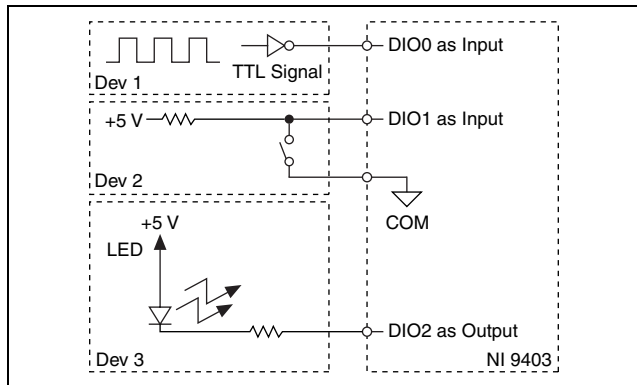 DIO0 as Input
TTL Signal
Dev 1
+5 V
DIO1 as Input
Dev 2
COM
+5 V
LED
DIO2 as Output
Dev 3
NI 9403